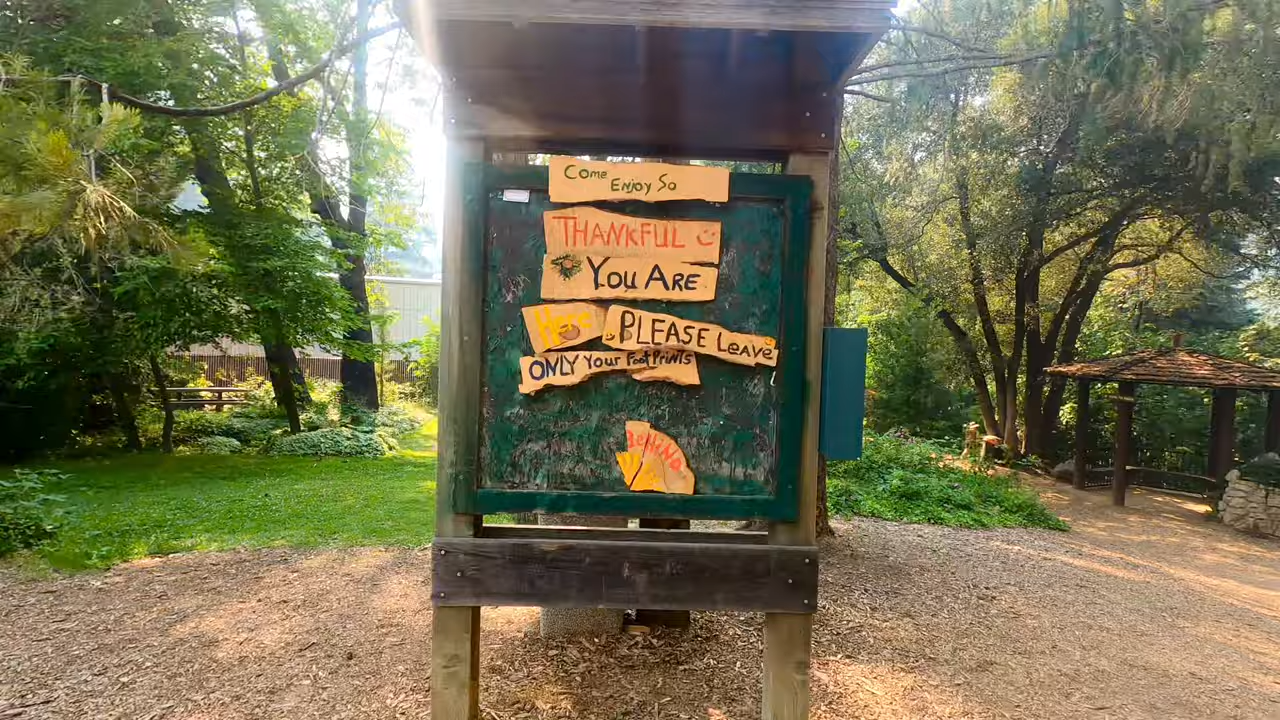 Come Enjoy So
THANKFUL
You Are
Here PLEASE Leave
ONLY Your FootPrints
BeHiND